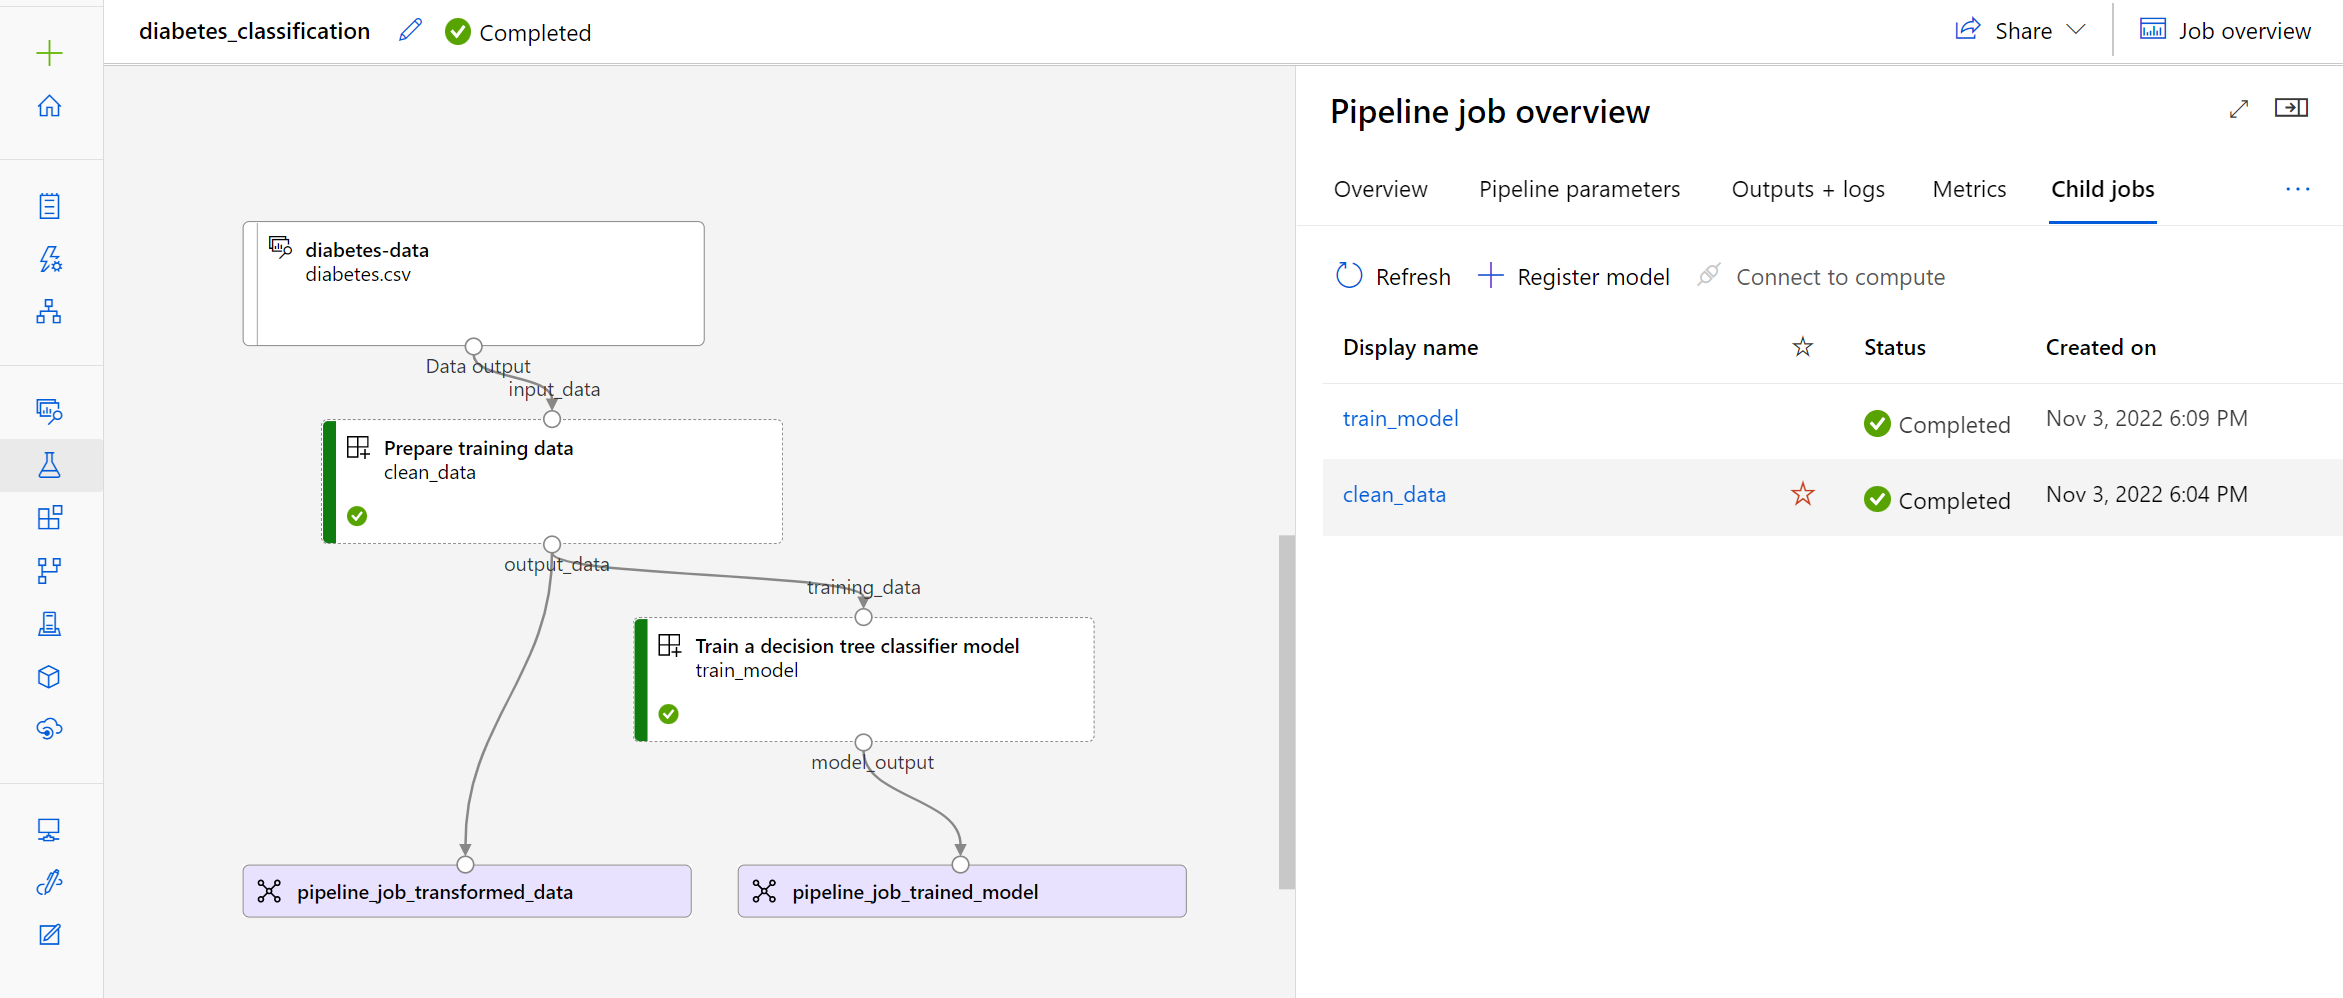 diabetes_classification
Completed
Share
Job overview
diabetes-data
diabetes.csv
Data output
input_data
Prepare training data
clean_data
output_data
training_data
Train a decision tree classifier model
train_model
model_output
pipeline_job_transformed_data
pipeline_job_trained_model
Pipeline job overview
Overview Pipeline parameters Outputs + logs Metrics Child jobs
Refresh Register model Connect to compute
Display name Status Created on
train_model Completed Nov 3, 2022 6:09 PM
clean_data Completed Nov 3, 2022 6:04 PM